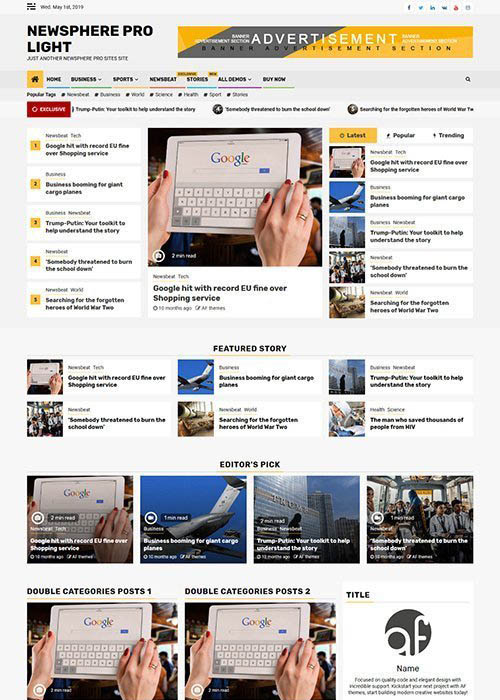 Wed. May 1st, 2019
NEWSPHERE PRO
LIGHT
JUST ANOTHER NEWSPHERE PRO SITES SITE
BANNER
ADVERTISEMENT SECTION
ADVERTISEMENT
BANNER
ADVERTISEMENT SECTION
BANNER ADVERTISEMENT SECTION
EXCLUSIVE
NEW
HOME BUSINESS SPORTS NEWSBEAT STORIES ALL DEMOS BUY NOW
Popular Tags Newsbeat Business World Science Health Sport Stories
EXCLUSIVE Trump-Putin: Your toolkit to help understand the story 'Somebody threatened to burn the school down' Searching for the forgotten heroes of World War Tw
1
Newsbeat Tech
Google hit with record EU fine
over Shopping service
2
Business
Business booming for giant
cargo planes
3
Business Newsbeat
Trump-Putin: Your toolkit to
help understand the story
4
Newsbeat
'Somebody threatened to burn
the school down'
5
Newsbeat World
Searching for the forgotten
heroes of World War Two
Google
2 min read
Newsbeat Tech
Google hit with record EU fine over
Shopping service
10 months ago AF themes
Latest Popular Trending
Newsbeat Tech
Google hit with record EU fine
over Shopping service
Business
Business booming for giant
cargo planes
Business Newsbeat
Trump-Putin: Your toolkit to help
understand the story
Newsbeat
'Somebody threatened to burn
the school down'
Newsbeat World
Searching for the forgotten
heroes of World War Two
FEATURED STORY
Newsbeat Tech
Google hit with record EU fine over
Shopping service
Business
Business booming for giant cargo
planes
Business Newsbeat
Trump-Putin: Your toolkit to help
understand the story
Newsbeat
'Somebody threatened to burn the
school down'
Newsbeat World
Searching for the forgotten
heroes of World War Two
Health Science
The man who saved thousands of
people from HIV
EDITOR'S PICK
Google
2 min read
Newsbeat Tech
Google hit with record EU fine over
Shopping service
10 months ago AF themes
1 min read
Business
Business booming for giant cargo
planes
10 months ago AF themes
2 min read
Business Newsbeat
Trump-Putin: Your toolkit to help
understand the story
10 months ago AF themes
1 min read
Newsbeat
'Somebody threatened to burn the
school down'
10 months ago AF themes
DOUBLE CATEGORIES POSTS 1
Google
2 min read
DOUBLE CATEGORIES POSTS 2
Google
2 min read
TITLE
af
Name
Focused on quality code and elegant design with
incredible support. Kickstart your next project with AF
themes, start building modern creative websites today!